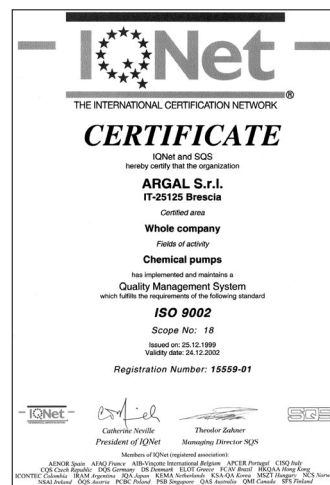 IQNet ®
THE INTERNATIONAL CERTIFICATION NETWORK
CERTIFICATE
IQNet and SQS
hereby certify that the organization
ARGAL S.r.l.
IT-25125 Brescia
Certified area
Whole company
Fields of activity
Chemical pumps
has implemented and maintains a
Quality Management System
which fulfills the requirements of the following standard
ISO 9002
Scope No: 18
Issued on: 25.12.1999
Validity date: 24.12.2002
Registration Number: 15559-01
IQNet
SQS
Catherine Neville
Theodor Zahner
President of IQNet
Managing Director SQS
Members of IQNet (registered association):
AENOR Spain AFAQ France AIB-Vinçotte International Belgium APCER Portugal CISQ Italy
CQS Czech Republic DQS Germany DS Denmark ELOT Greece FCAV Brazil HKQAA Hong Kong
ICONTEC Colombia IRAM Argentina JQA Japan KEMA Netherlands KSA-QA Korea MSZT Hungary NCS Norway
NSAI Ireland ÖQS Austria PCBC Poland PSB Singapore QAS Australia QMI Canada SFS Finland